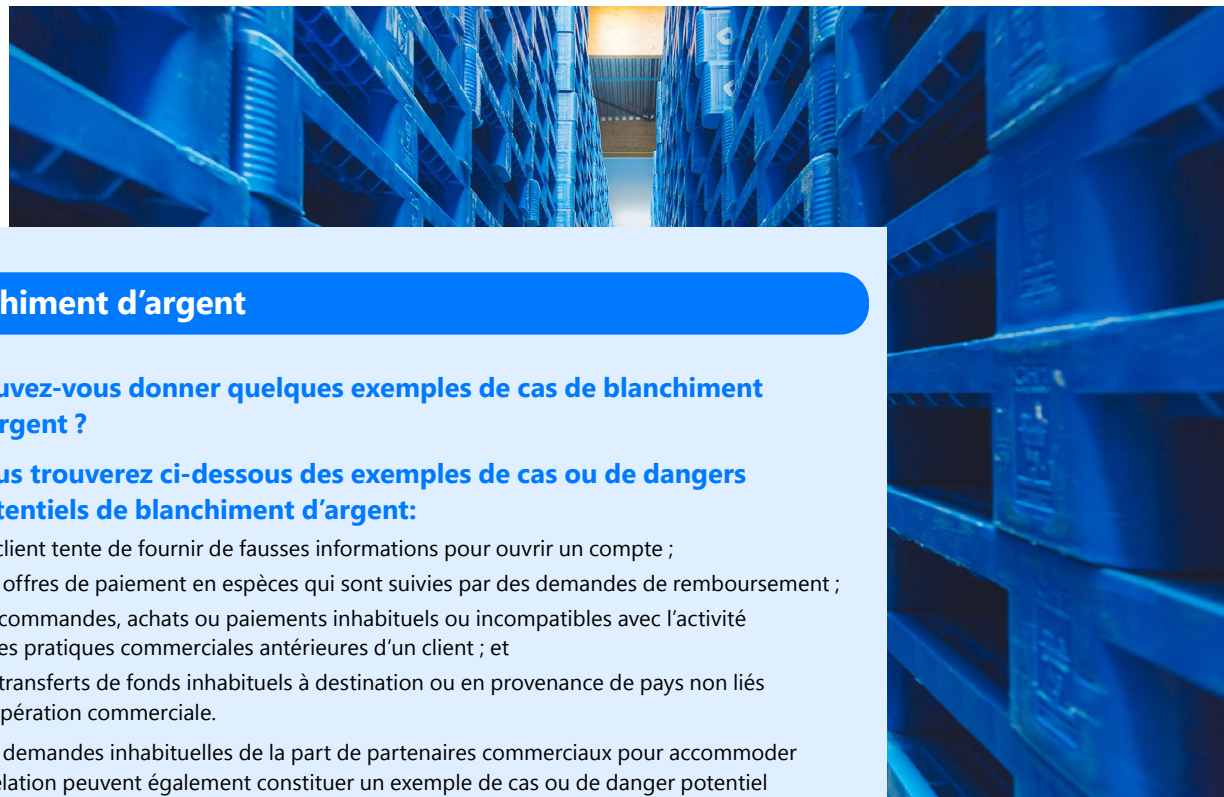 himent d’argent
uvez-vous donner quelques exemples de cas de blanchiment
rgent ?
us trouverez ci-dessous des exemples de cas ou de dangers
tentiels de blanchiment d’argent:
client tente de fournir de fausses informations pour ouvrir un compte ;
offres de paiement en espèces qui sont suivies par des demandes de remboursement ;
commandes, achats ou paiements inhabituels ou incompatibles avec l’activité
es pratiques commerciales antérieures d’un client ; et
transferts de fonds inhabituels à destination ou en provenance de pays non liés
pération commerciale.
demandes inhabituelles de la part de partenaires commerciaux pour accommoder
elation peuvent également constituer un exemple de cas ou de danger potentiel